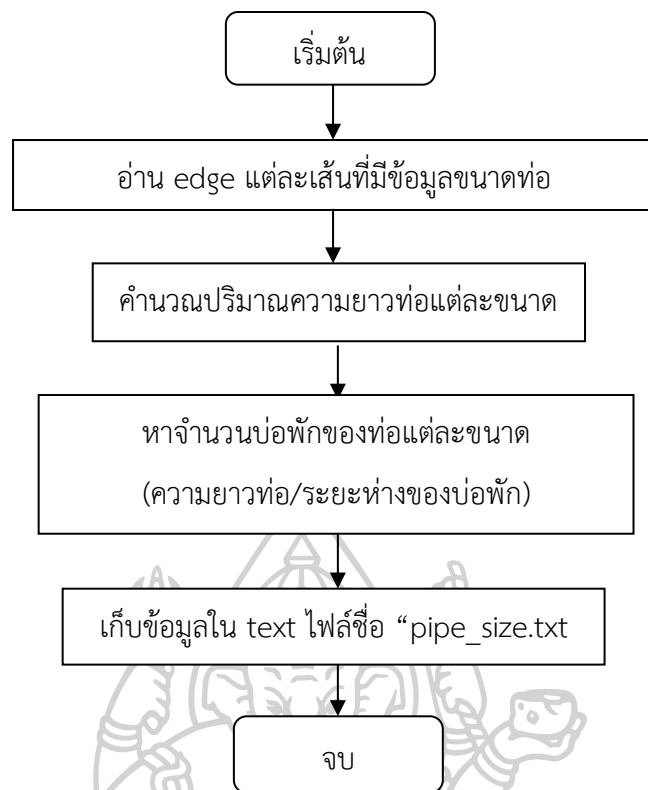 เริ่มต้น
อ่าน edge แต่ละเส้นที่มีข้อมูลขนาดท่อ
คำนวณปริมาณความยาวท่อแต่ละขนาด
หาจำนวนบ่อพักของท่อแต่ละขนาด
(ความยาวท่อ/ระยะห่างของบ่อพัก)
เก็บข้อมูลใน text ไฟล์ชื่อ “pipe_size.txt
จบ